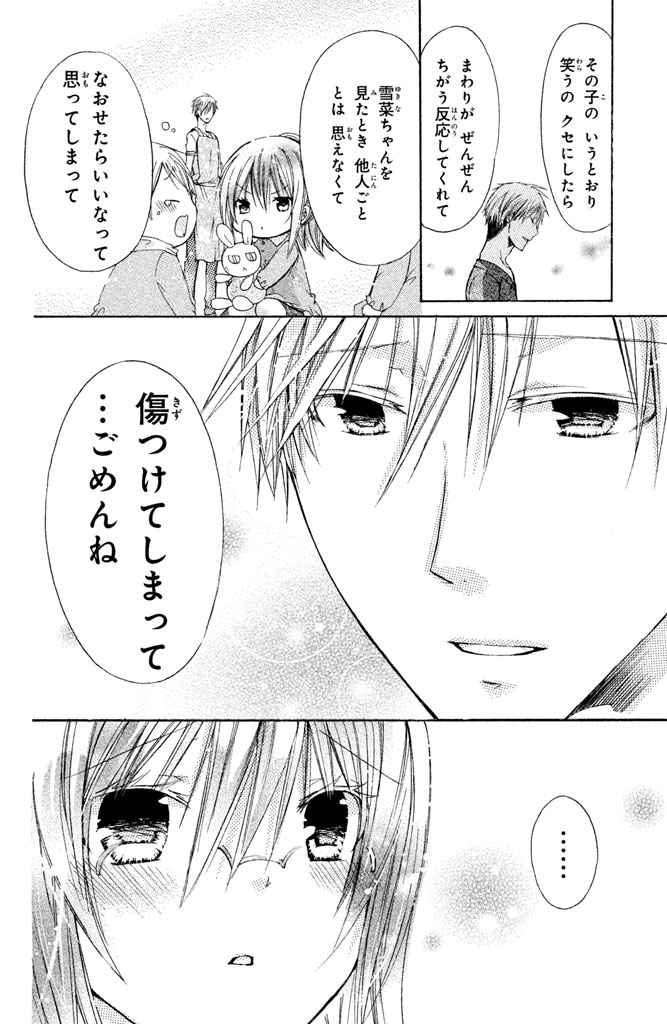 その子の いうとおり
笑うの クセにしたら
まわりが ぜんぜん
ちがう反応してくれて
雪菜ちゃんを
見たとき 他人ごと
とは 思えなくて
なおせたらいいなって
思ってしまって
傷つけてしまって
…ごめんね
……